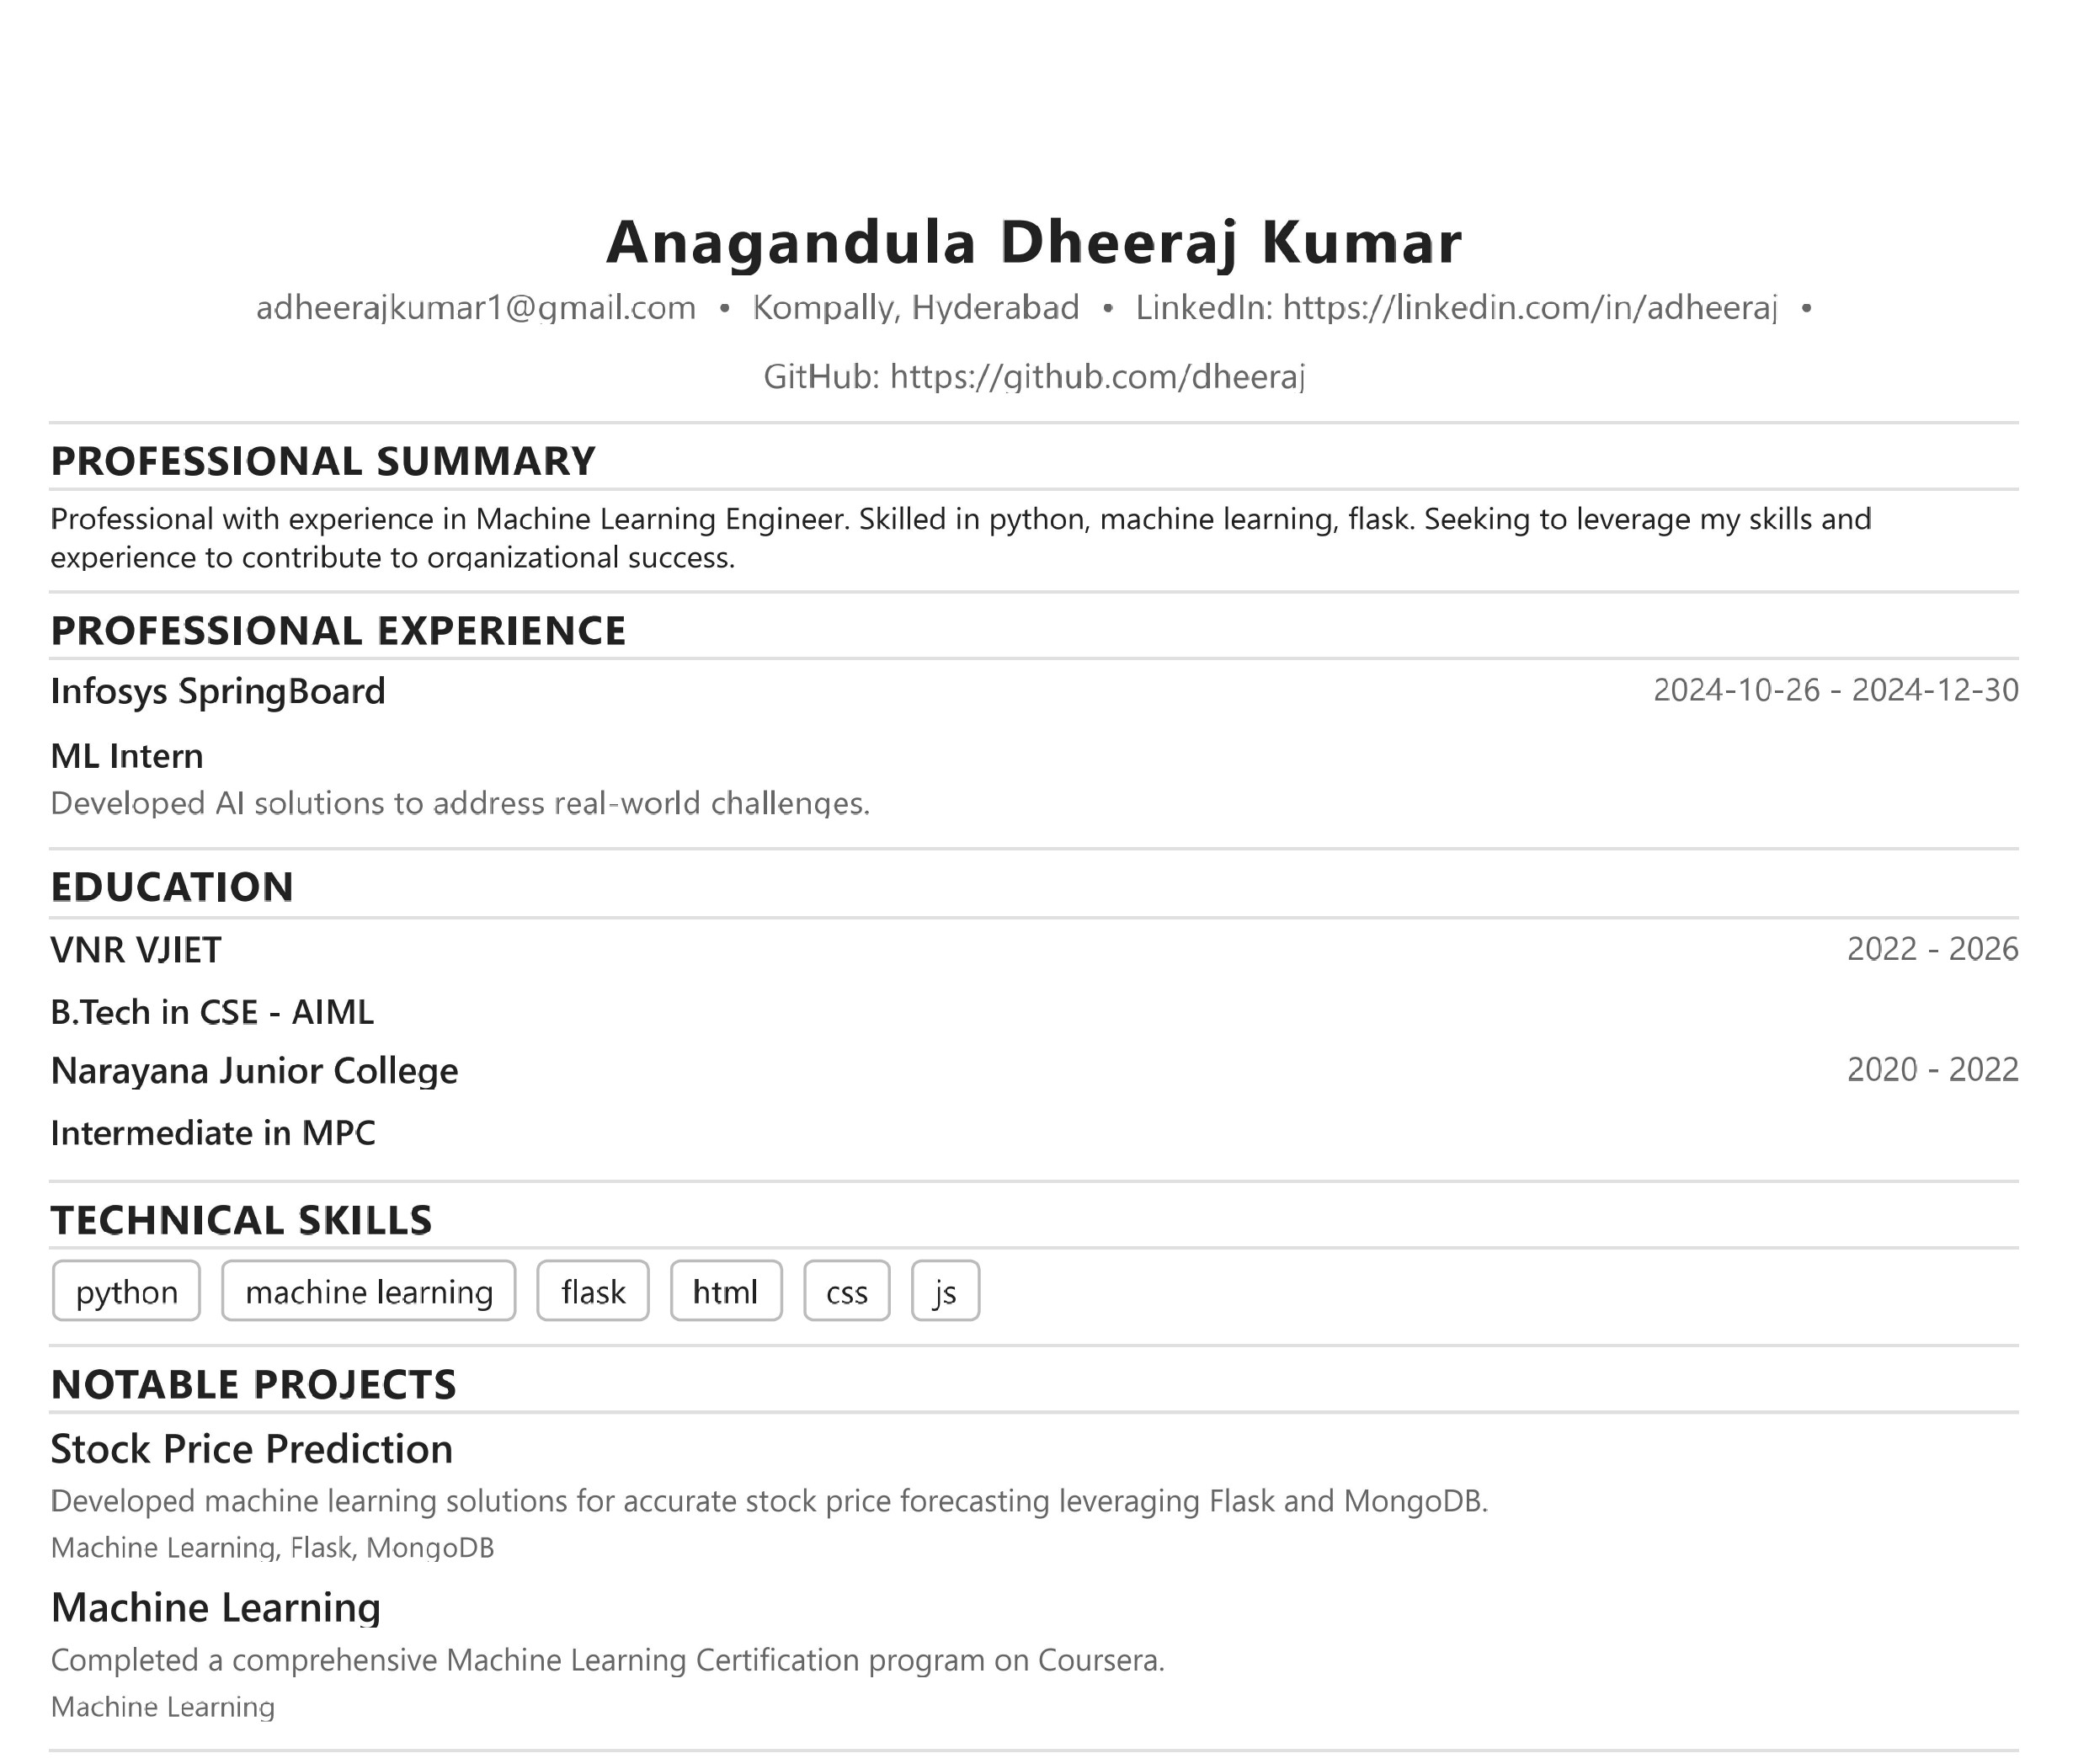 Anagandula Dheeraj Kumar
adheerajkumar1@gmail.com • Kompally, Hyderabad • LinkedIn: https://linkedin.com/in/adheeraj •
GitHub: https://github.com/dheeraj
PROFESSIONAL SUMMARY
Professional with experience in Machine Learning Engineer. Skilled in python, machine learning, flask. Seeking to leverage my skills and
experience to contribute to organizational success.
PROFESSIONAL EXPERIENCE
Infosys SpringBoard 2024-10-26 - 2024-12-30
ML Intern
Developed AI solutions to address real-world challenges.
EDUCATION
VNR VJIET 2022 - 2026
B.Tech in CSE - AIML
Narayana Junior College 2020 - 2022
Intermediate in MPC
TECHNICAL SKILLS
python machine learning flask html css js
NOTABLE PROJECTS
Stock Price Prediction
Developed machine learning solutions for accurate stock price forecasting leveraging Flask and MongoDB.
Machine Learning, Flask, MongoDB
Machine Learning
Completed a comprehensive Machine Learning Certification program on Coursera.
Machine Learning